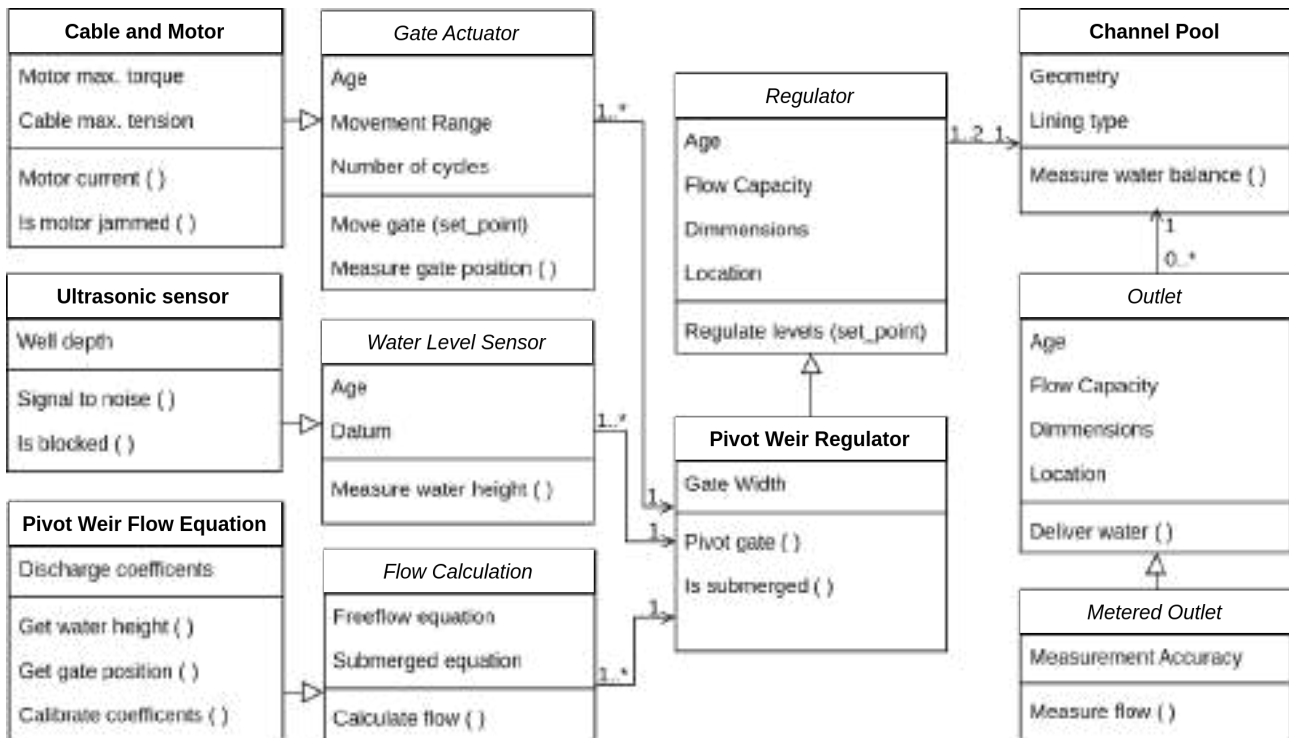 Cable and Motor
Motor max. torque
Cable max. tension
Motor current ( )
Is motor jammed ( )
Gate Actuator
Age
Movement Range
Number of cycles
Move gate (set_point)
Measure gate position ( )
1..*
1
Regulator
Age
Flow Capacity
Dimmensions
Location
Regulate levels (set_point)
1..2
1.
Channel Pool
Geometry
Lining type
Measure water balance ( )
1
0..*
Ultrasonic sensor
Well depth
Signal to noise ( )
Is blocked ( )
Water Level Sensor
Age
Datum
Measure water height ( )
1..*
1
Pivot Weir Regulator
Gate Width
Pivot gate ( )
Is submerged ( )
Outlet
Age
Flow Capacity
Dimmensions
Location
Deliver water ( )
Pivot Weir Flow Equation
Discharge coefficents
Get water height ( )
Get gate position ( )
Calibrate coefficents ( )
Flow Calculation
Freeflow equation
Submerged equation
Calculate flow ( )
1..*
1
Metered Outlet
Measurement Accuracy
Measure flow ( )